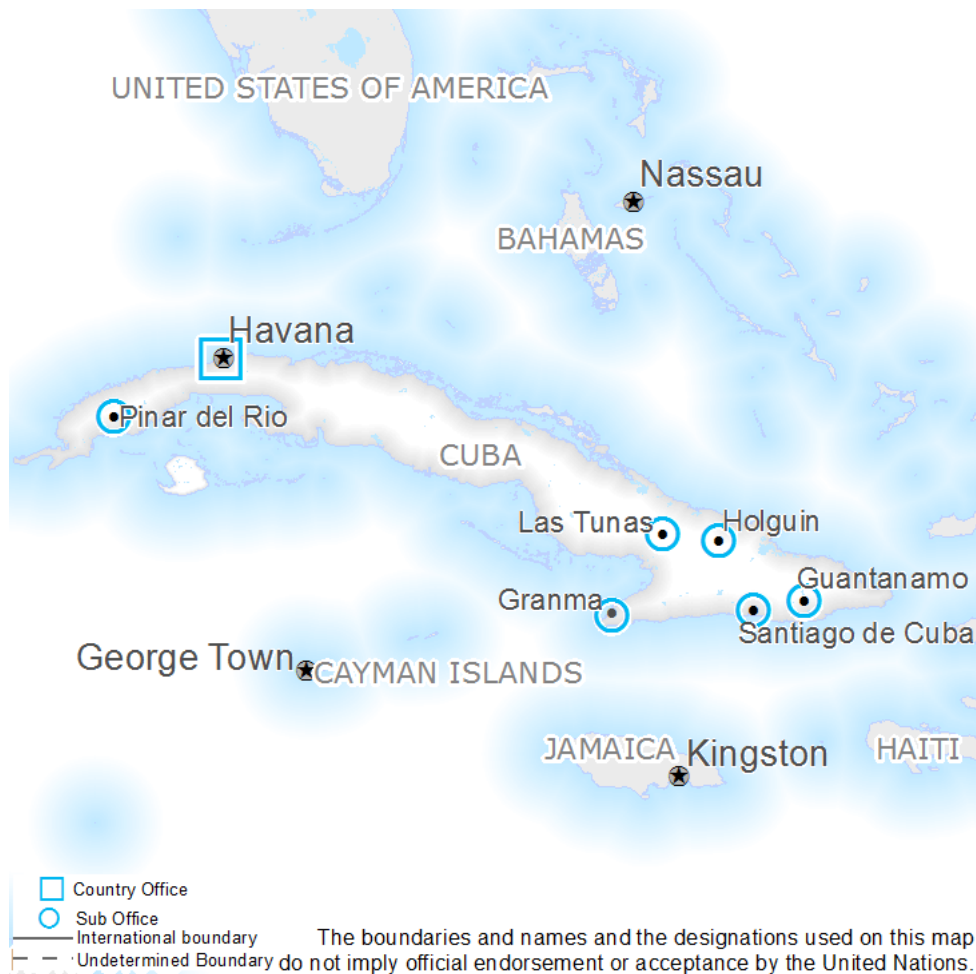 UNITED STATES OF AMERICA
Nassau
BAHAMAS
Havana
Pinar del Rio
CUBA
Las Tunas
Holguin
Guantanamo
Granma
Santiago de Cuba
George Town
CAYMAN ISLANDS
JAMAICA
Kingston
HAITI
Country Office
Sub Office
International boundary
Undetermined Boundary
The boundaries and names and the designations used on this map
do not imply official endorsement or acceptance by the United Nations.